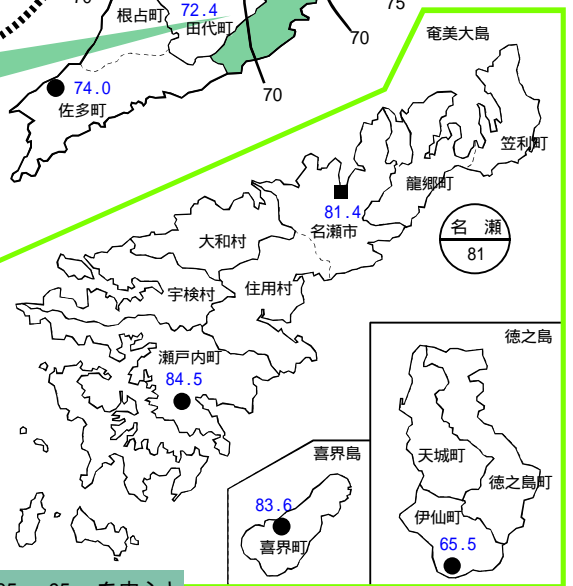 根占町
72.4
田代町
75
70
74.0
佐多町
70
奄美大島
笠利町
龍郷町
81.4
名瀬市
名 瀬
81
大和村
宇検村
住用村
瀬戸内町
84.5
徳之島
天城町
徳之島町
伊仙町
65.5
喜界島
83.6
喜界町